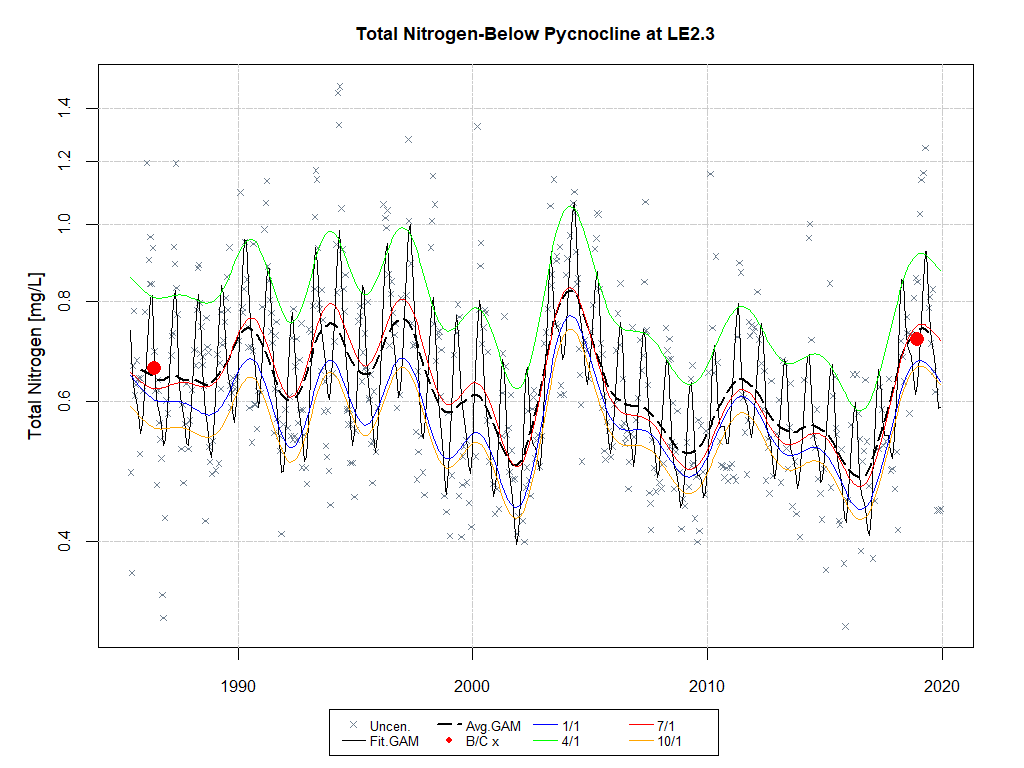 Total Nitrogen-Below Pycnocline at LE2.3
Total Nitrogen [mg/L]
1.4
1.2
1.0
0.8
0.6
0.4
1990 2000 2010 2020
Uncen. Avg.GAM 1/1 7/1
Fit.GAM B/C x 4/1 10/1